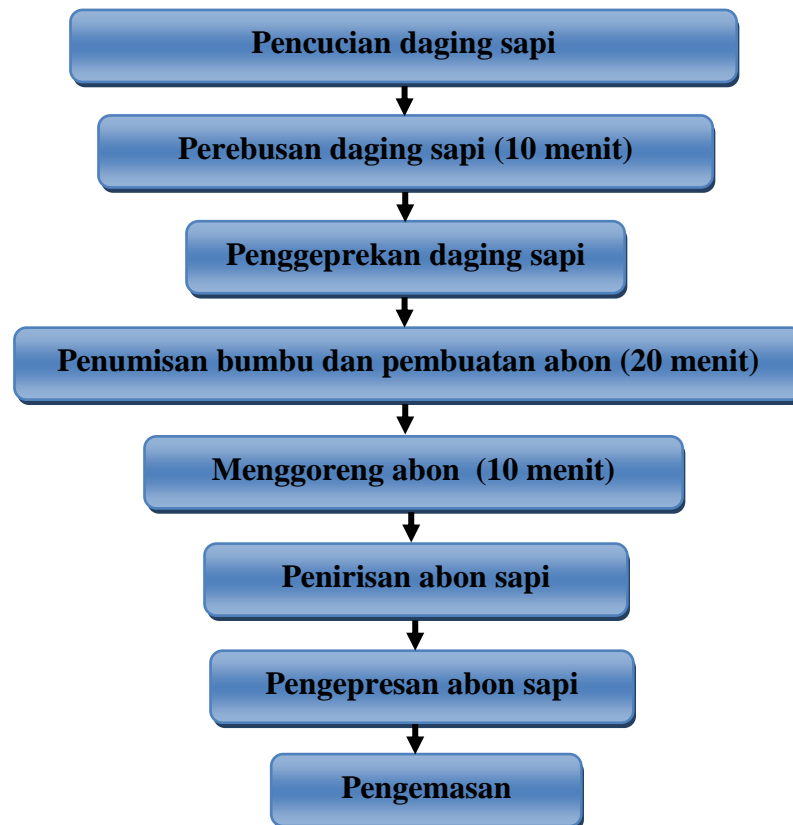 Pencucian daging sapi
Perebusan daging sapi (10 menit)
Penggeprekan daging sapi
Penumisan bumbu dan pembuatan abon (20 menit)
Menggoreng abon  (10 menit)
Penirisan abon sapi
Pengepresan abon sapi
Pengemasan